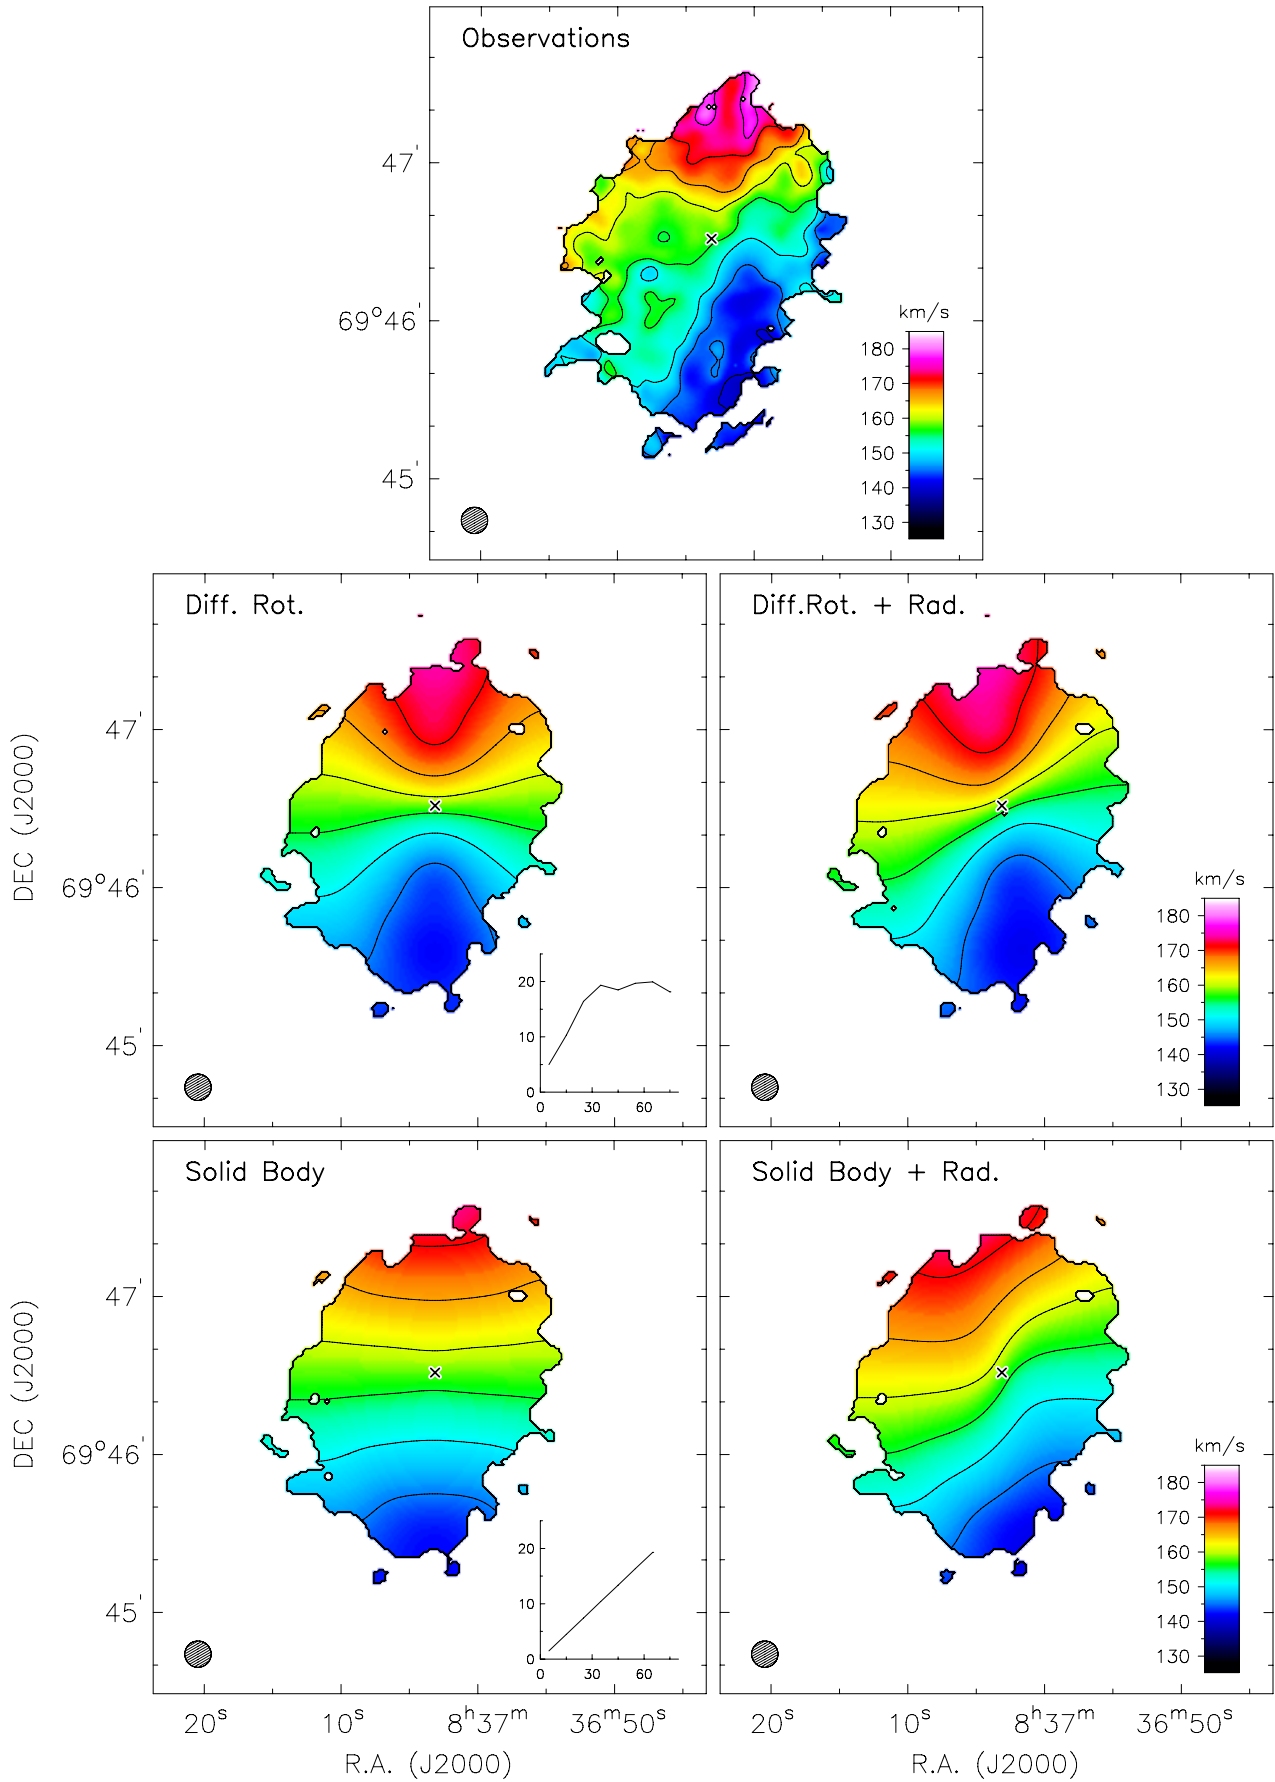 Observations
47'
69°46'
45'
km/s
180
170
160
150
140
130
Diff. Rot.
47'
69°46'
45'
DEC (J2000)
20
10
0
0 30 60
Diff.Rot. + Rad.
km/s
180
170
160
150
140
130
Solid Body
47'
69°46'
45'
DEC (J2000)
20
10
0
0 30 60
20s 10s 8h37m 36m50s
R.A. (J2000)
Solid Body + Rad.
km/s
180
170
160
150
140
130
20s 10s 8h37m 36m50s
R.A. (J2000)